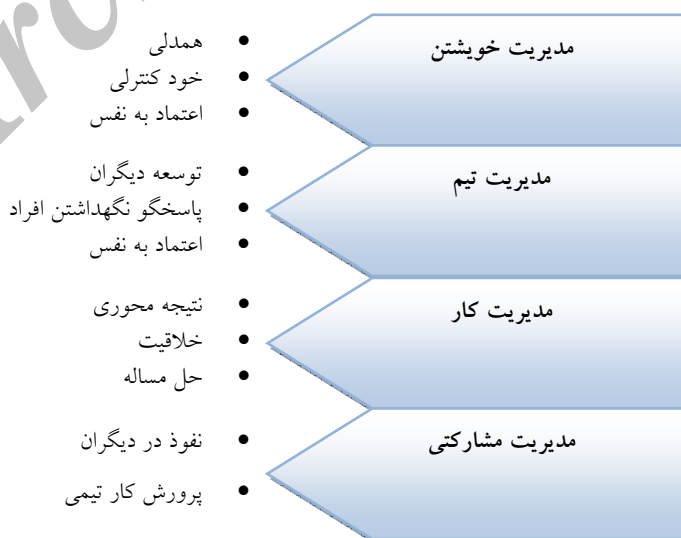 مدیریت خویشتن
• همدلی
• خود کنترلی
• اعتماد به نفس
مدیریت تیم
• توسعه دیگران
• پاسخگو نگهداشتن افراد
• اعتماد به نفس
مدیریت کار
• نتیجه محوری
• خلاقیت
• حل مساله
مدیریت مشارکتی
• نفوذ در دیگران
• پرورش کار تیمی